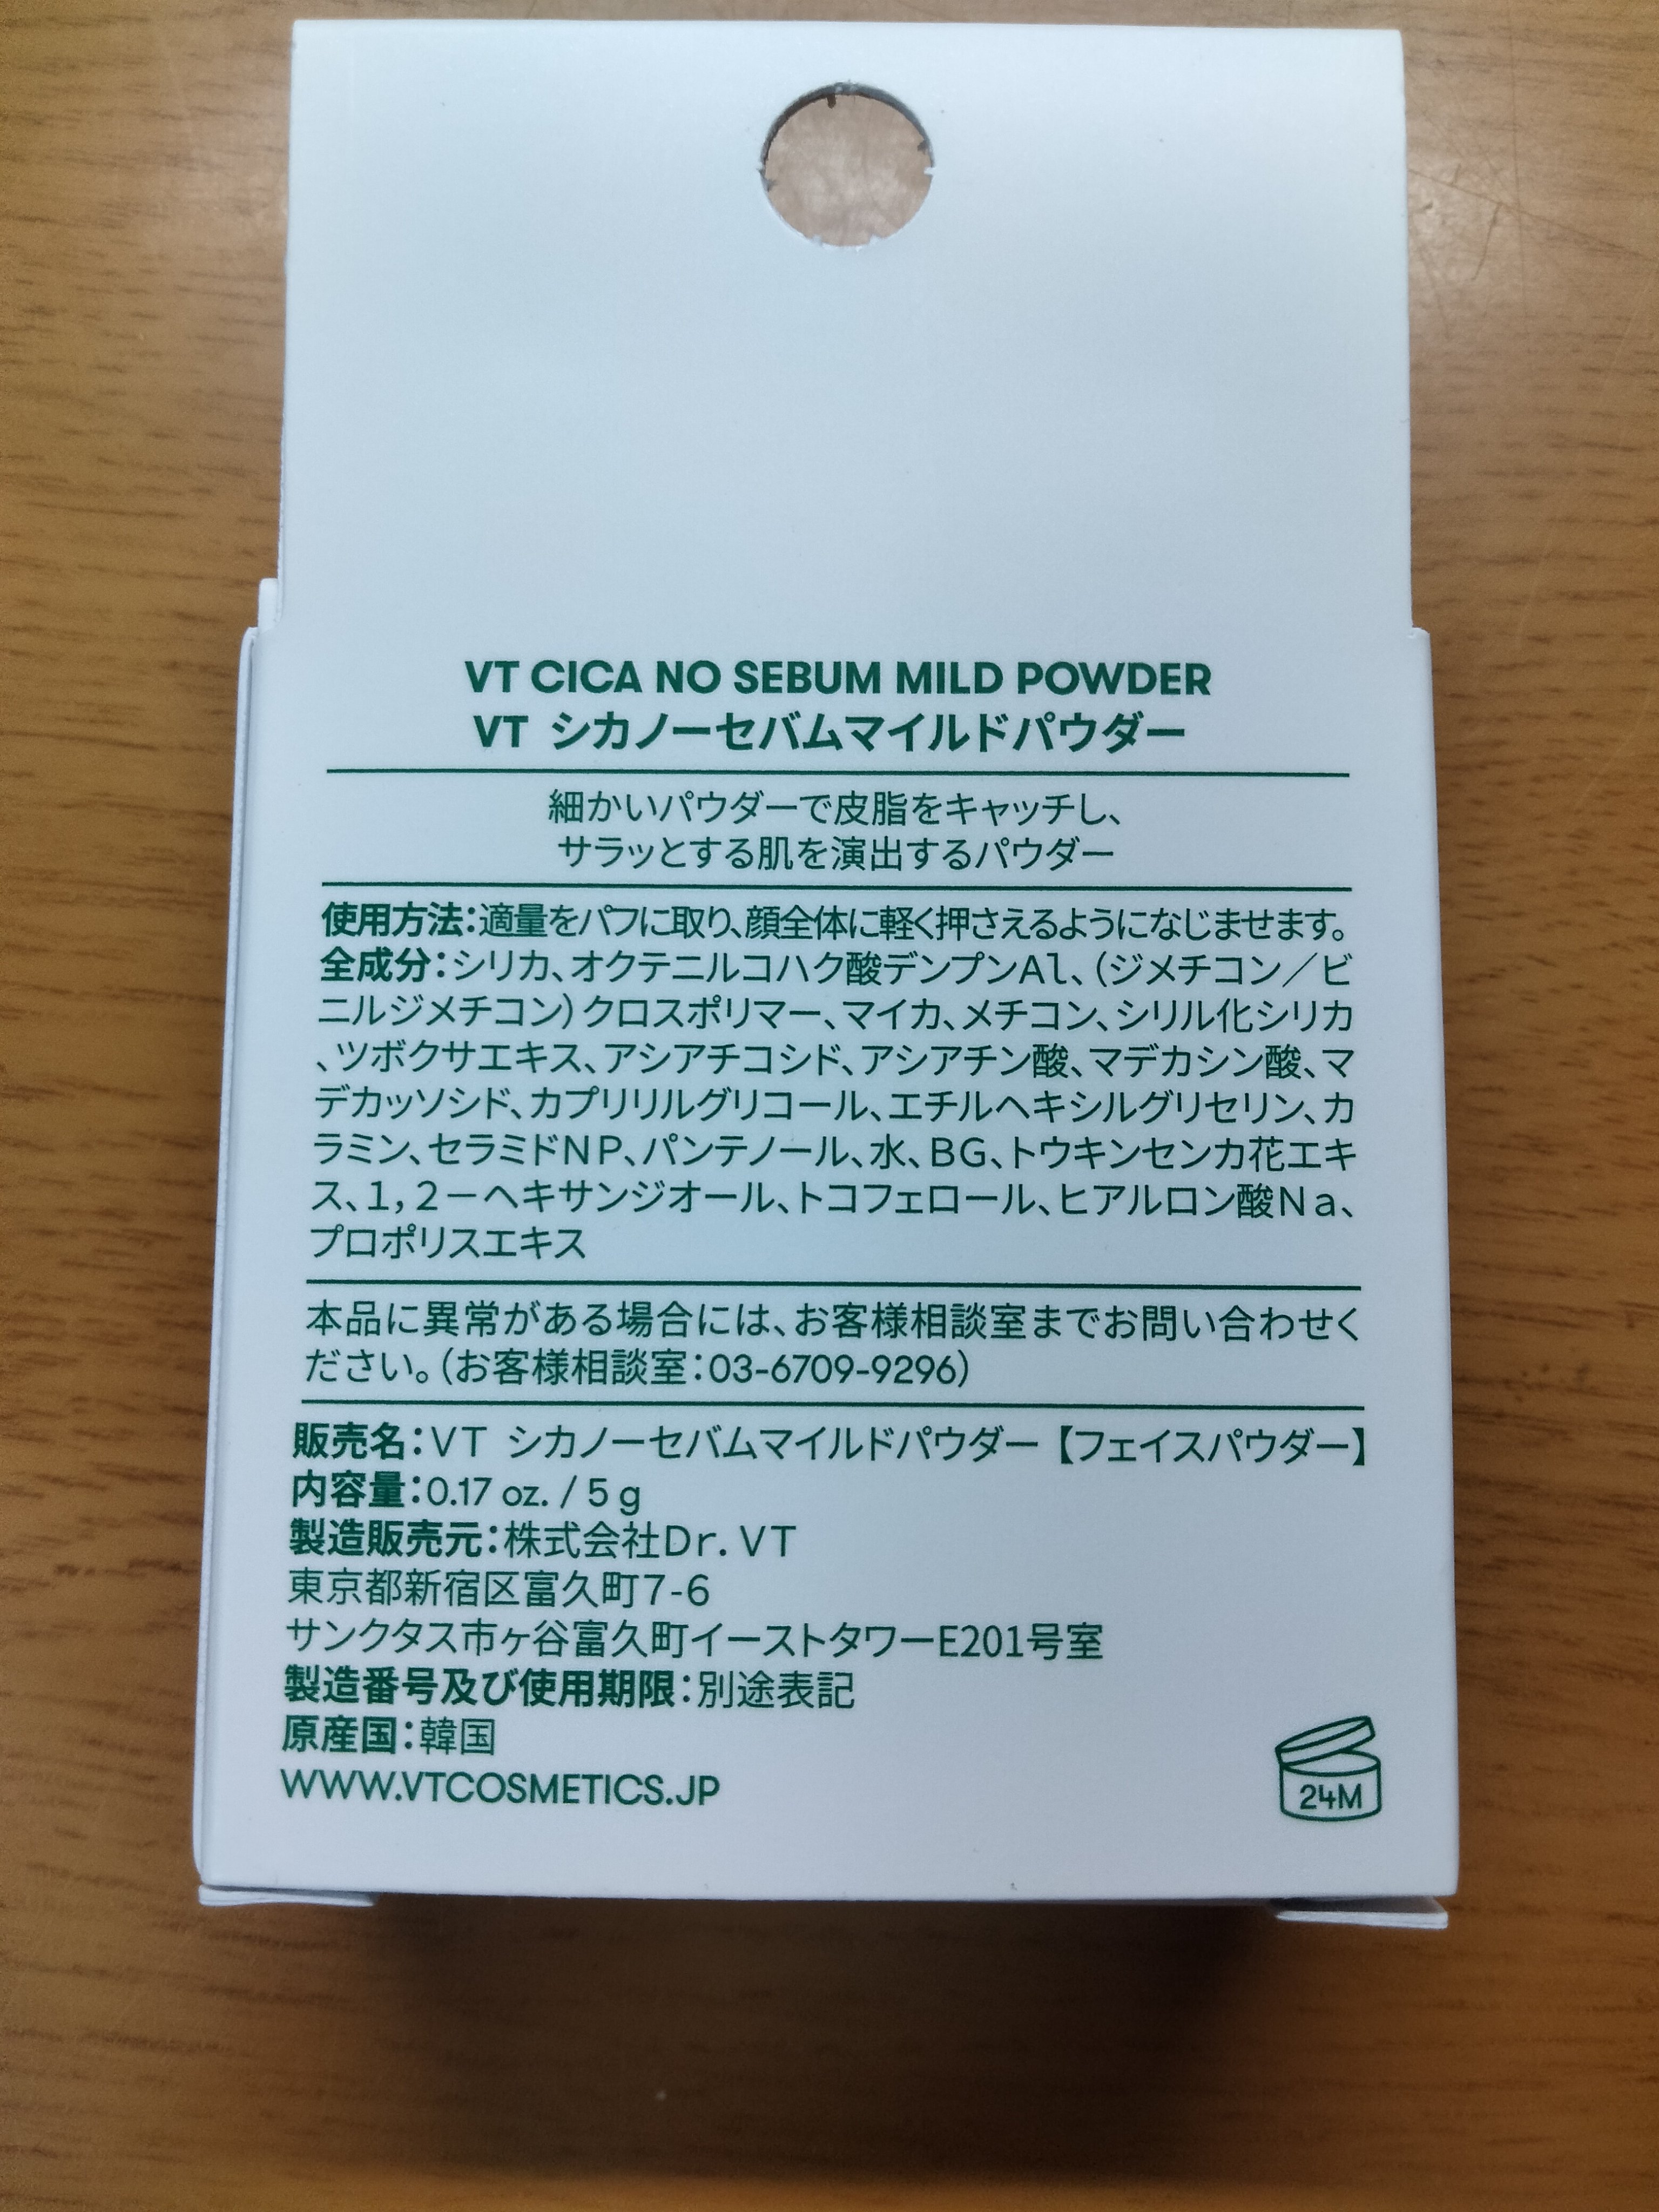 VT CICA NO SEBUM MILD POWDER
VT シカノーセバムマイルドパウダー
細かいパウダーで皮脂をキャッチし、
サラッとする肌を演出するパウダー
使用方法：適量をパフに取り、顔全体に軽く押さえるようになじませます。
全成分：シリカ、オクテニルコハク酸デンプンAl、（ジメチコン／ビ
ニルジメチコン）クロスポリマー、マイカ、メチコン、シリル化シリカ
、ツボクサエキス、アシアチコシド、アシアチン酸、マデカシン酸、マ
デカッソシド、カプリリルグリコール、エチルヘキシルグリセリン、カ
ラミン、セラミドNP、パンテノール、水、BG、トウキンセンカ花エキ
ス、1，2－ヘキサンジオール、トコフェロール、ヒアルロン酸Na、
プロポリスエキス
本品に異常がある場合には、お客様相談室までお問い合わせく
ださい。（お客様相談室：03-6709-9296）
販売名：VT シカノーセバムマイルドパウダー【フェイスパウダー】
内容量：0.17 oz. / 5 g
製造販売元：株式会社Dr.VT
東京都新宿区富久町7-6
サンクタス市ヶ谷富久町イーストタワーE201号室
製造番号及び使用期限：別途表記
原産国：韓国
WWW.VTCOSMETICS.JP
24M